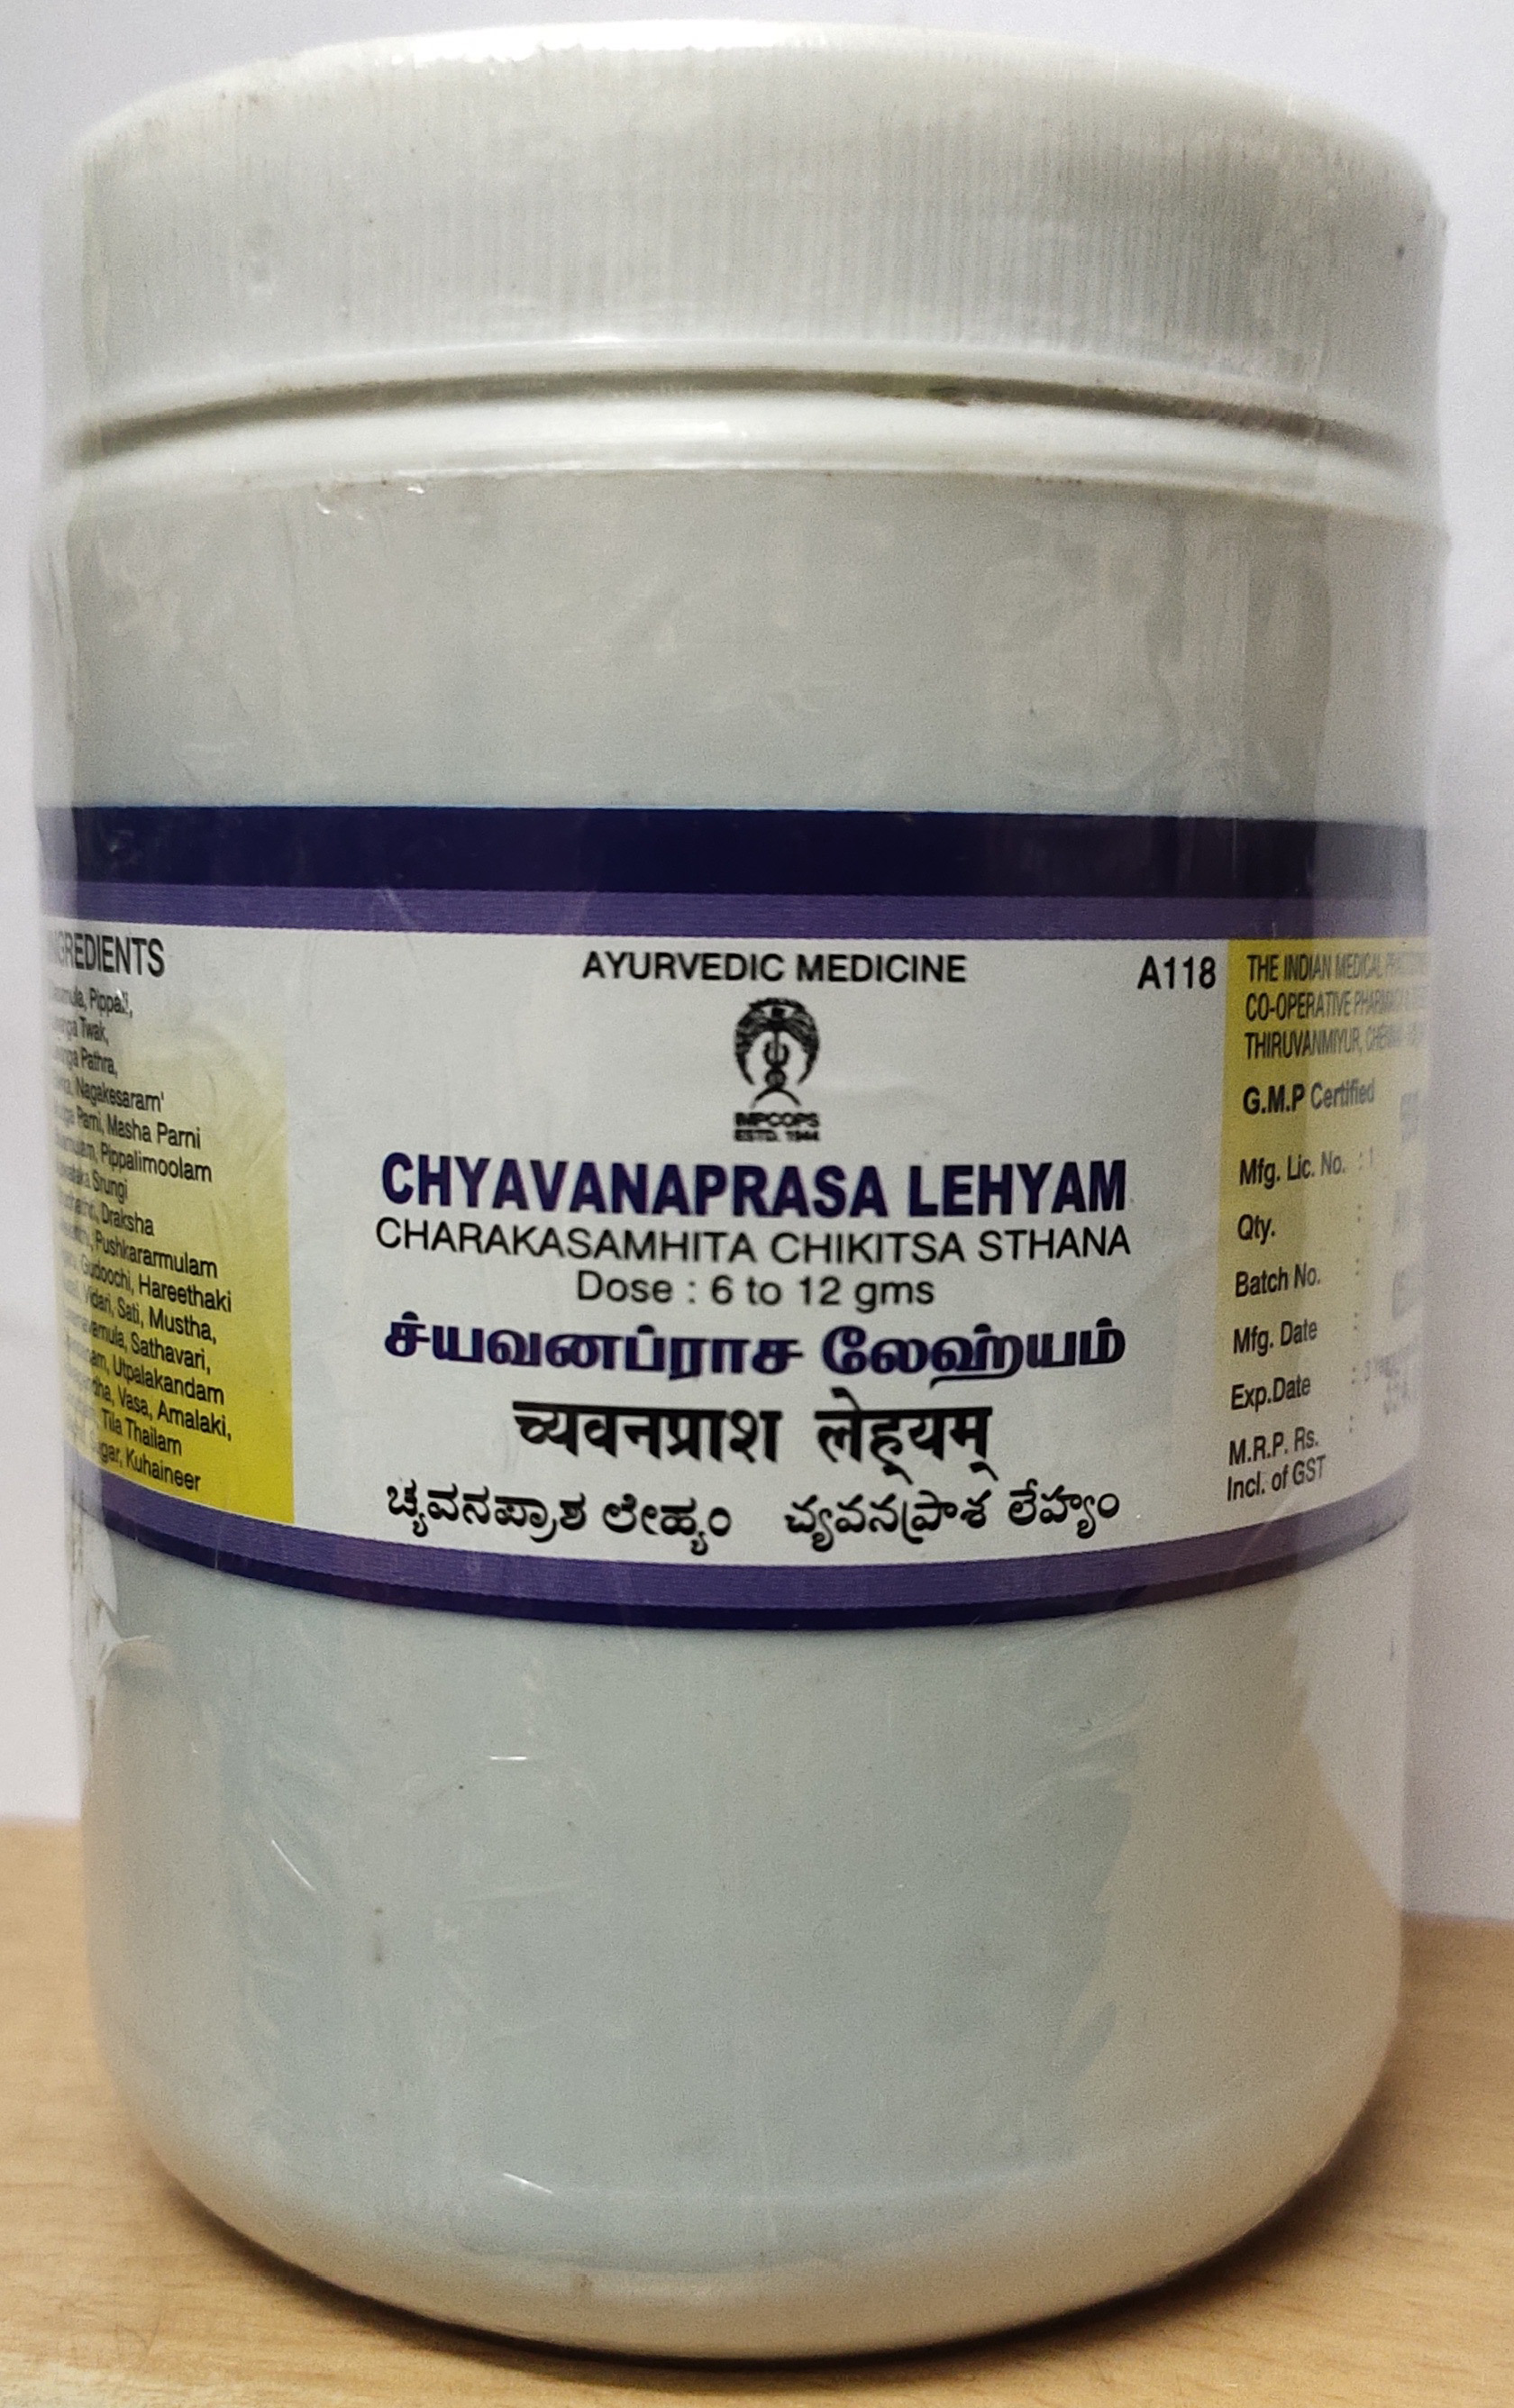 AYURVEDIC MEDICINE
A118
IMPCOPS
ESTD. 1944
CHYAVANAPRASA LEHYAM
CHARAKASAMHITA CHIKITSA STHANA
Dose : 6 to 12 gms
ச்யவனப்ராச லேஹ்யம்
च्यवनप्राश लेह्यम्
ಚ್ಯವನಪ್ರಾಶ ಲೇಹ್ಯಂ చ్యవనప్రాశ లేహ్యం
Pippali,
Twak,
Pathra,
Nagakesaram'
Parni, Masha Parni
Pippalimoolam
Srungi
Draksha
Pushkararmulam
Gudoochi, Hareethaki
Vidari, Sati, Mustha,
Sathavari,
Utpalakandam
Vasa, Amalaki,
Tila Thailam
Kuhaineer
THE INDIAN MEDICAL
CO-OPERATIVE
THIRUVANMIYUR,
G.M.P Certified
Mfg. Lic. No. :
Qty. :
Batch No. :
Mfg. Date :
Exp.Date :
M.R.P. Rs. :
Incl. of GST